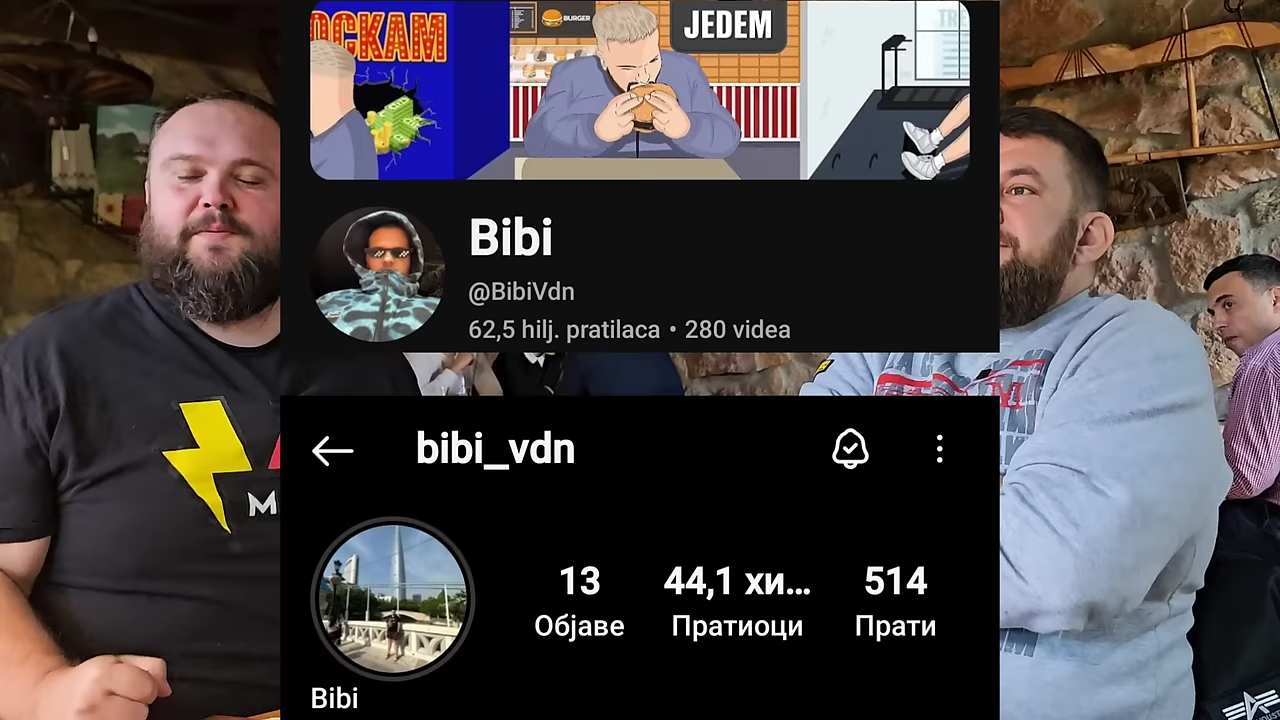 BURGER
JEDEM
Bibi
@BibiVdn
62,5 hilj. pratilaca • 280 videa
bibi_vdn
13
44,1 хи...
514
Објаве
Пратиоци
Прати
Bibi